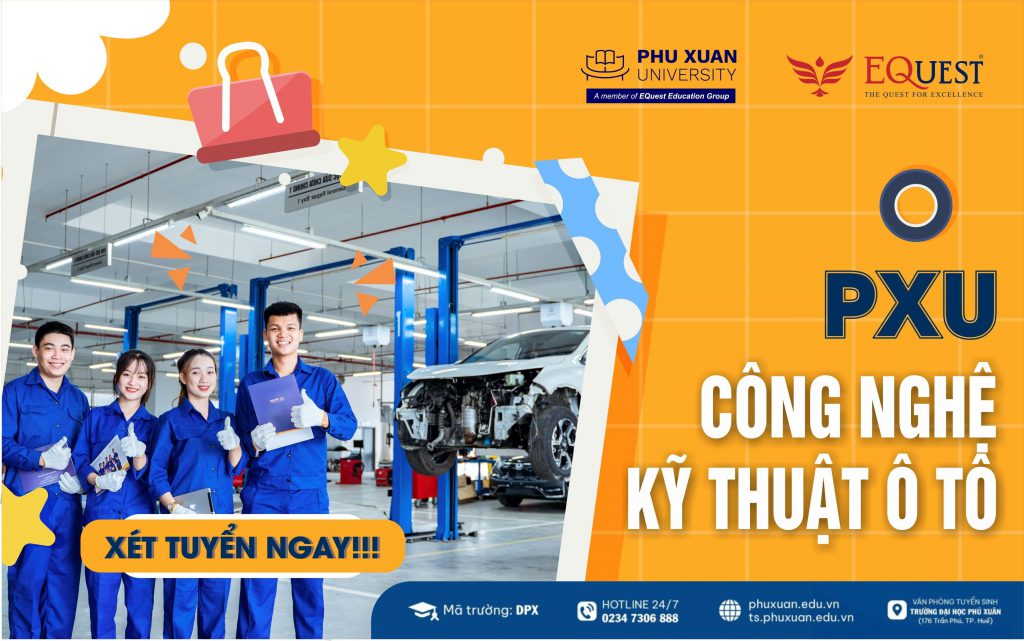 PHU XUAN
UNIVERSITY
A member of EQuest Education Group
EQUEST
THE QUEST FOR EXCELLENCE
PXU
CÔNG NGHỆ
KỸ THUẬT Ô TÔ
XÉT TUYỂN NGAY!!!
Mã trường: DPX
HOTLINE 24/7
0234 7306 888
phuxuan.edu.vn
ts.phuxuan.edu.vn
VĂN PHÒNG TUYỂN SINH
TRƯỜNG ĐẠI HỌC PHÚ XUÂN
(176 Trần Phú, TP. Huế)